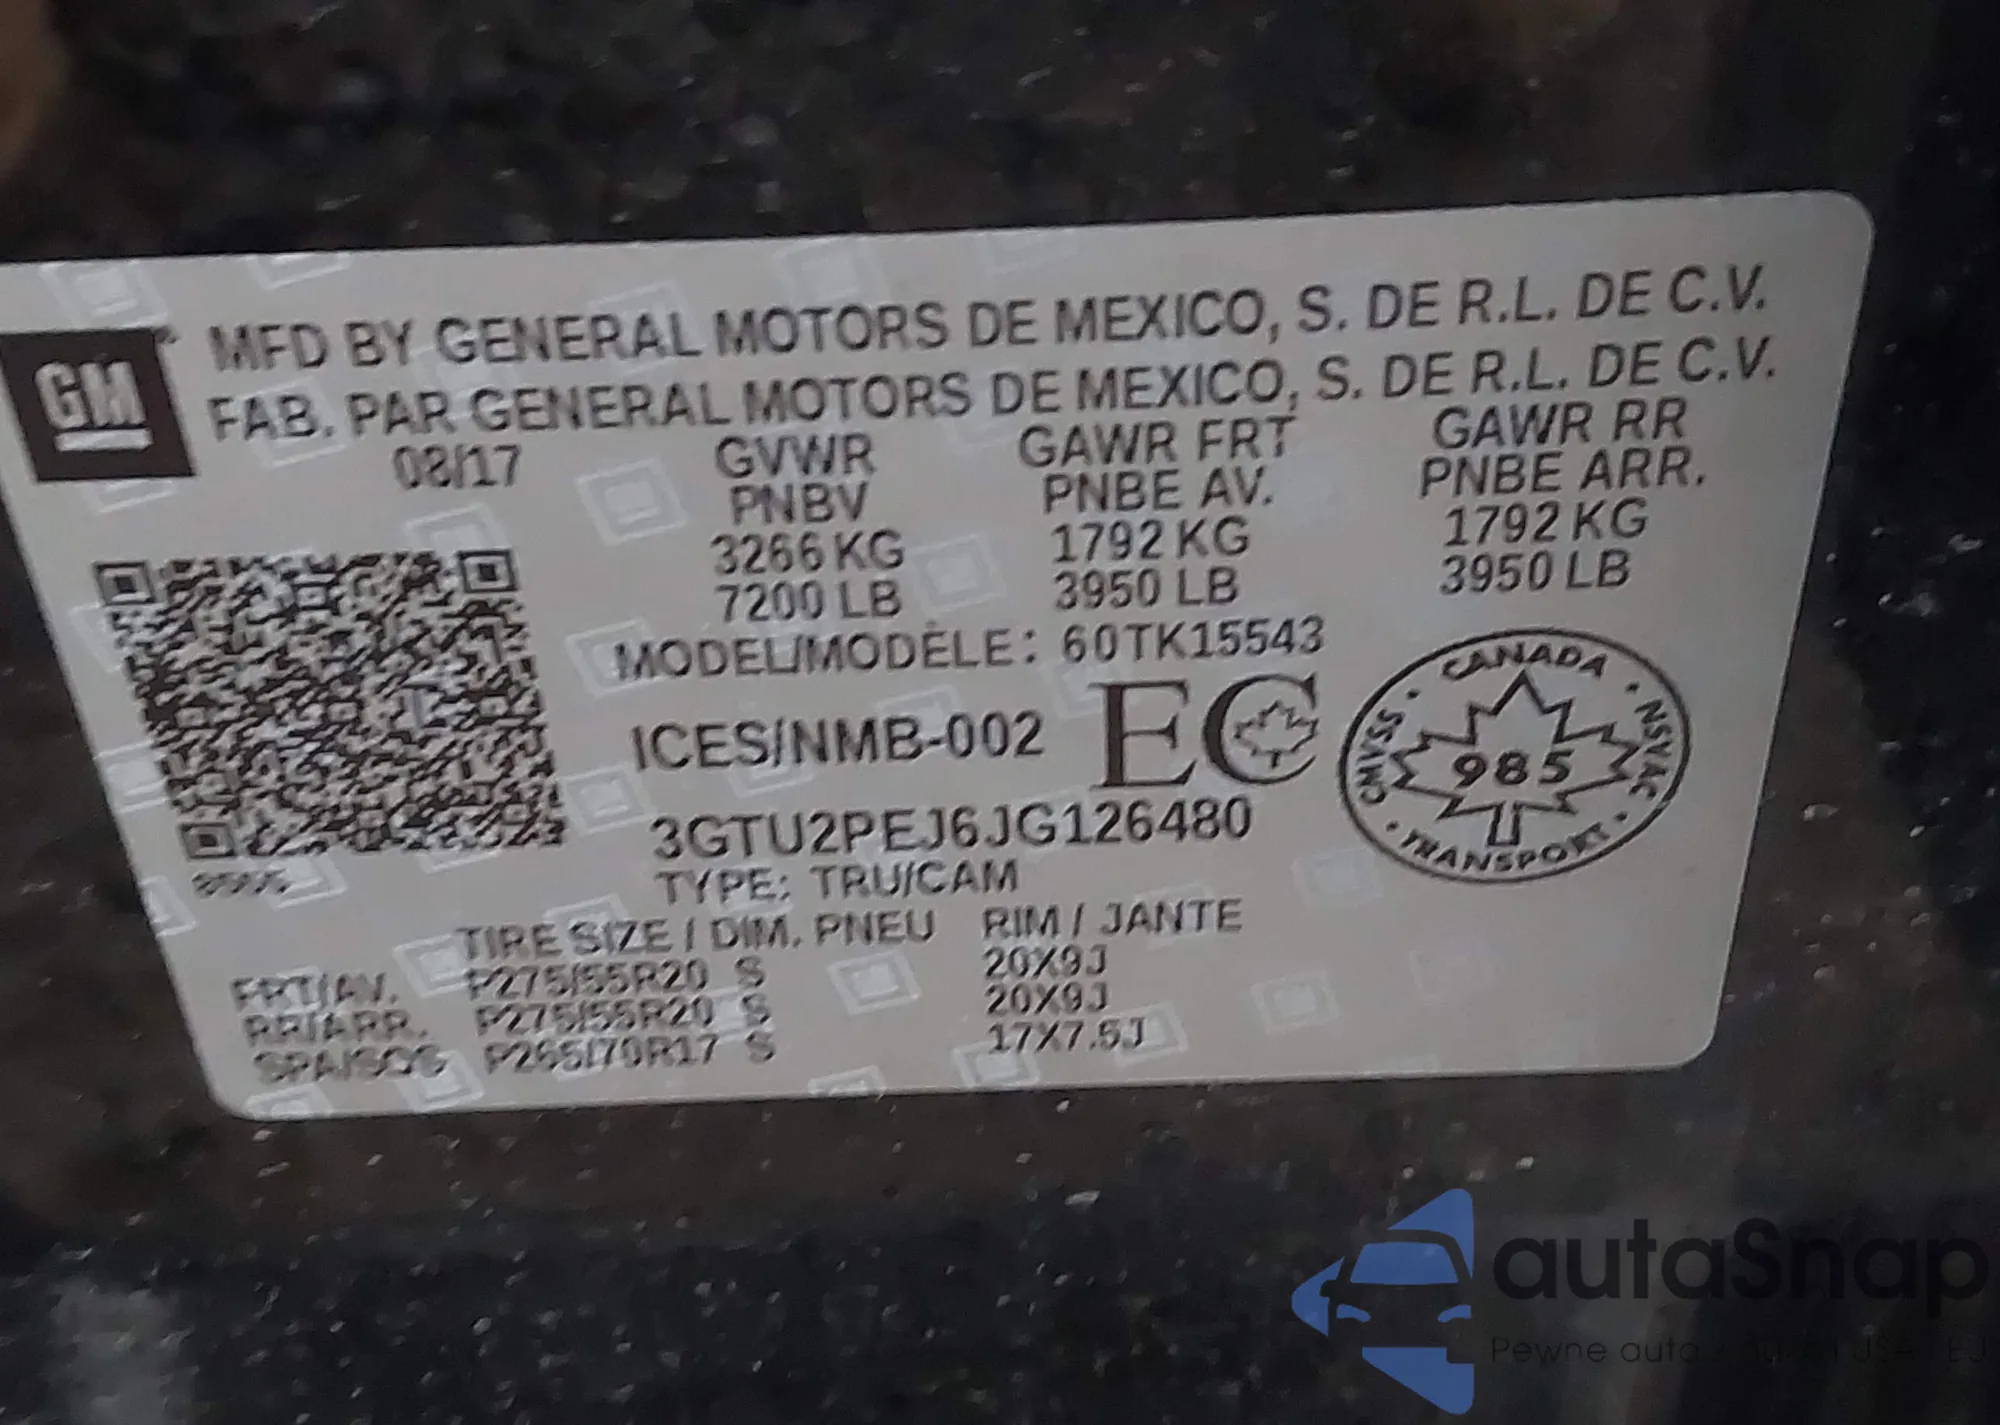 GM
MFD BY GENERAL MOTORS DE MEXICO, S. DE R.L. DE C.V.
FAB. PAR GENERAL MOTORS DE MEXICO, S. DE R.L. DE C.V.
08/17
GVWR
PNBV
3266 KG
7200 LB
GAWR FRT
PNBE AV.
1792 KG
3950 LB
GAWR RR
PNBE ARR.
1792 KG
3950 LB
MODEL/MODÈLE: 60TK15543
ICES/NMB-002 EC
CANADA
CMVSS · NSVAC
985
TRANSPORT
3GTU2PEJ6JG126480
TYPE: TRU/CAM
TIRE SIZE / DIM. PNEU RIM / JANTE
FRT/AV. P275/55R20 S 20X9J
RR/ARR. P275/55R20 S 20X9J
SPA/SOS P265/70R17 S 17X7.5J
autaSnap
Pewne auta